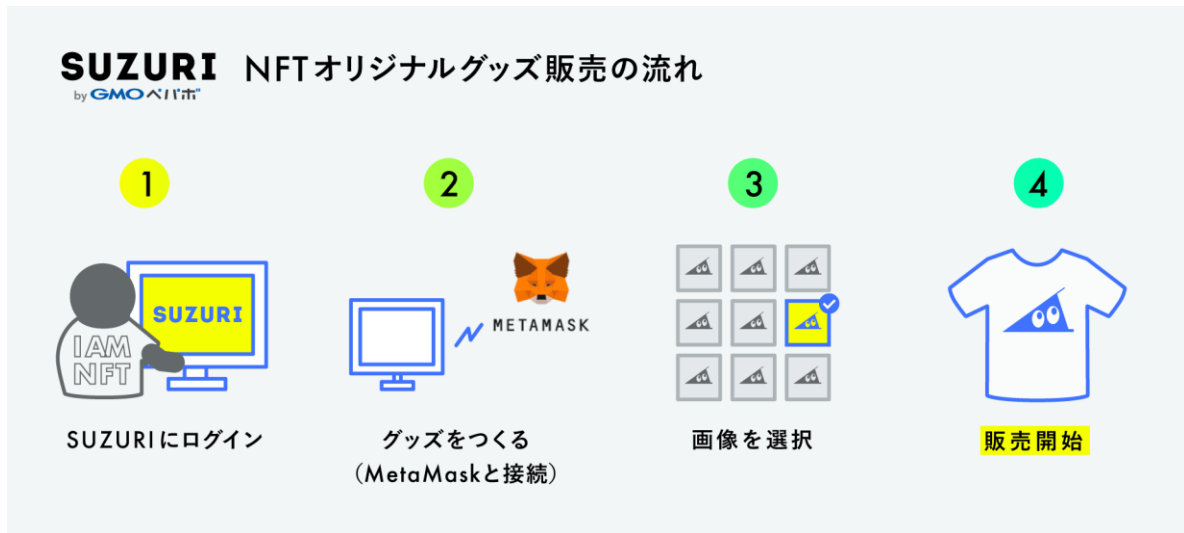 SUZURI NFTオリジナルグッズ販売の流れ
by GMOペパボ
1
2
3
4
SUZURI
I AM
NFT
METAMASK
SUZURIにログイン
グッズをつくる
（MetaMaskと接続）
画像を選択
販売開始